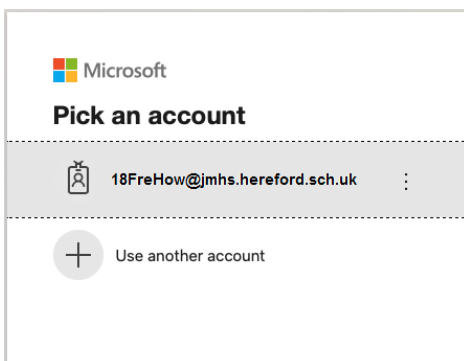 Microsoft
Pick an account
18FreHow@jmhs.hereford.sch.uk
Use another account